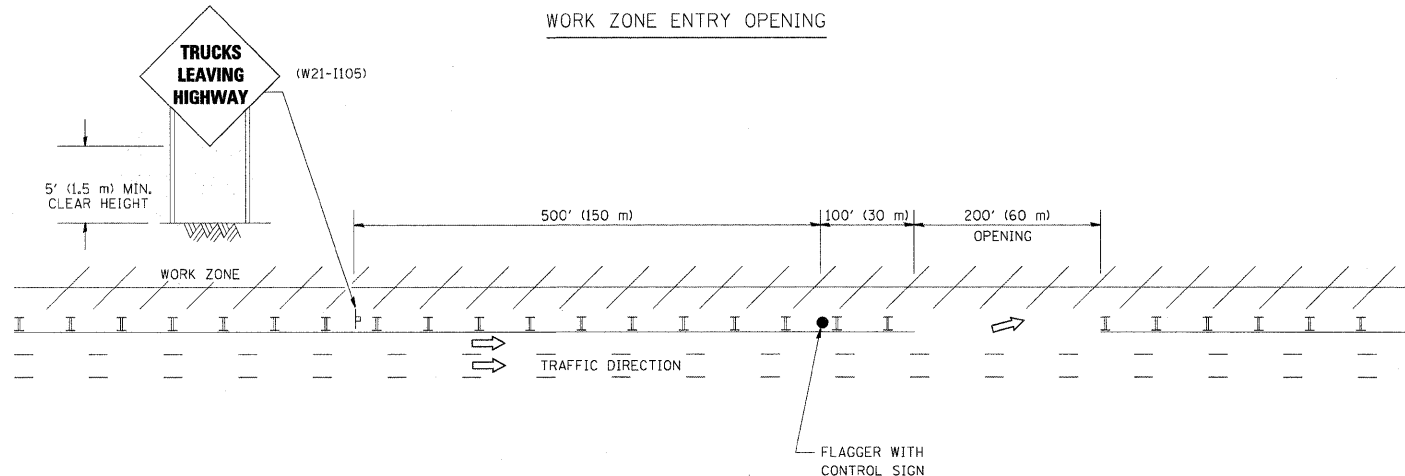 WORK ZONE ENTRY OPENING
TRUCKS
LEAVING
HIGHWAY
(W21-I105)
5' (1.5 m) MIN.
CLEAR HEIGHT
500' (150 m)
100' (30 m)
200' (60 m)
OPENING
WORK ZONE
TRAFFIC DIRECTION
FLAGGER WITH
CONTROL SIGN